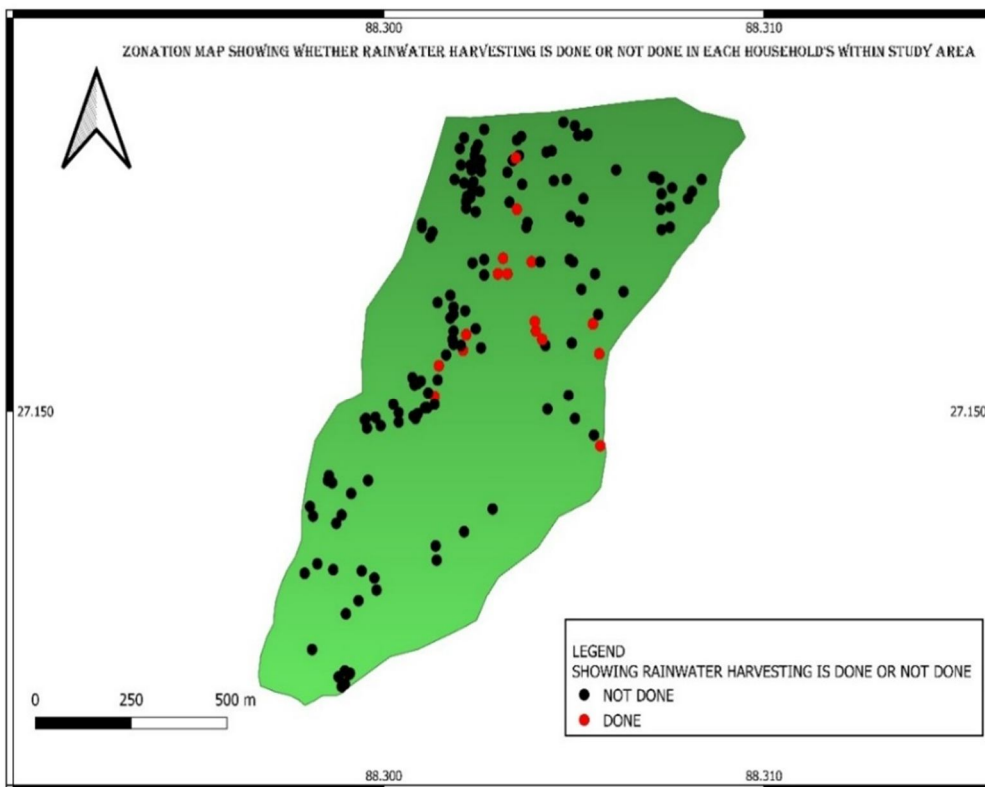 88.300 88.310
ZONATION MAP SHOWING WHETHER RAINWATER HARVESTING IS DONE OR NOT DONE IN EACH HOUSEHOLD'S WITHIN STUDY AREA
27.150 27.150
LEGEND
SHOWING RAINWATER HARVESTING IS DONE OR NOT DONE
NOT DONE
DONE
0 250 500 m
88.300 88.310